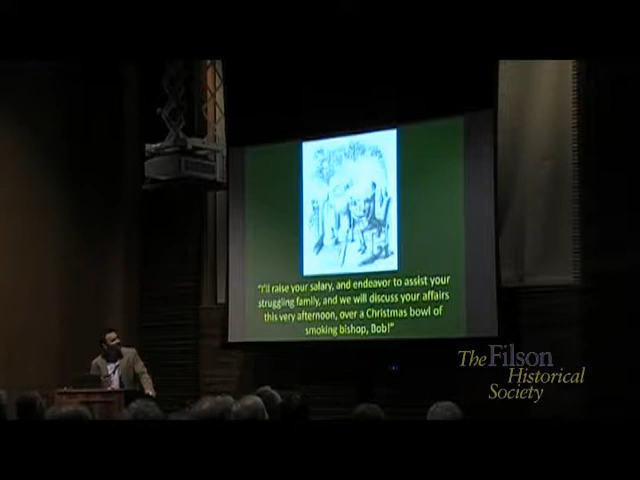 "I'll raise your salary, and endeavor to assist your
struggling family, and we will discuss your affairs
this very afternoon, over a Christmas bowl of
smoking bishop, Bob!"
The Filson
Historical
Society